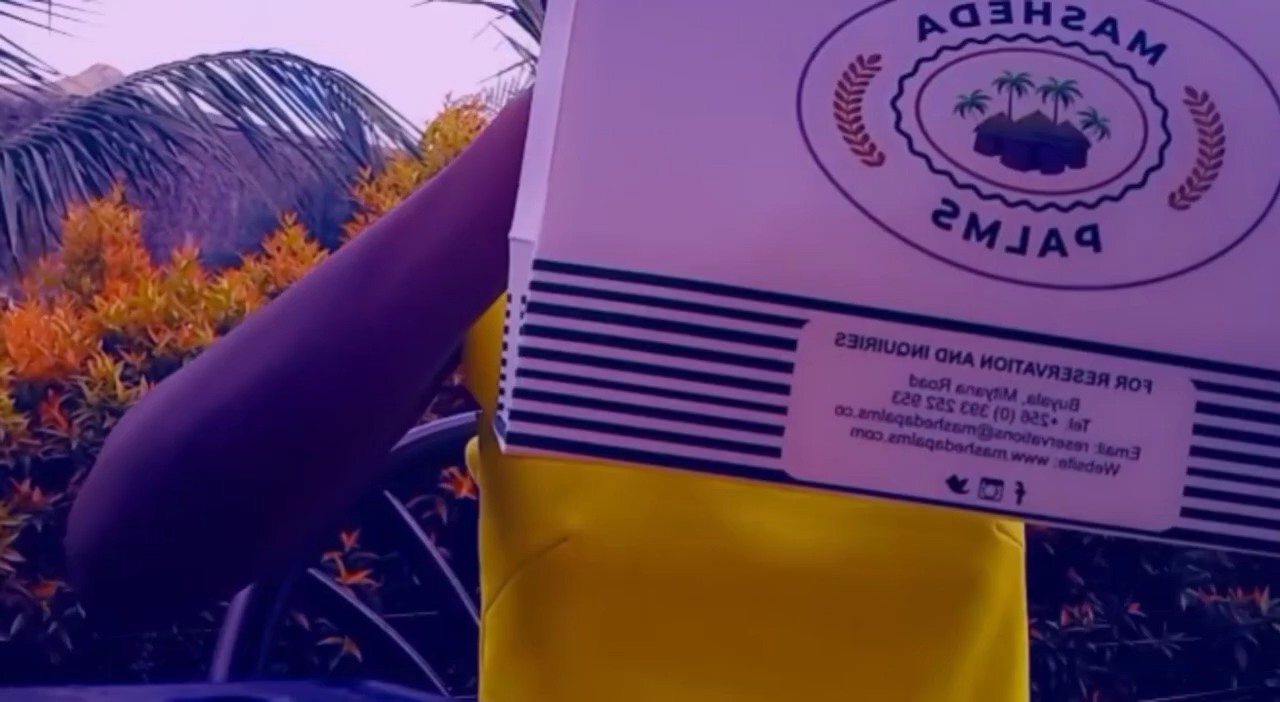 MASHEDA
PALMS
FOR RESERVATION AND INQUIRIES
Buyala, Mityana Road
Tel: +256 (0) 393 252 953
Email: reservations@mashedapalms.co
Website: www.mashedapalms.com